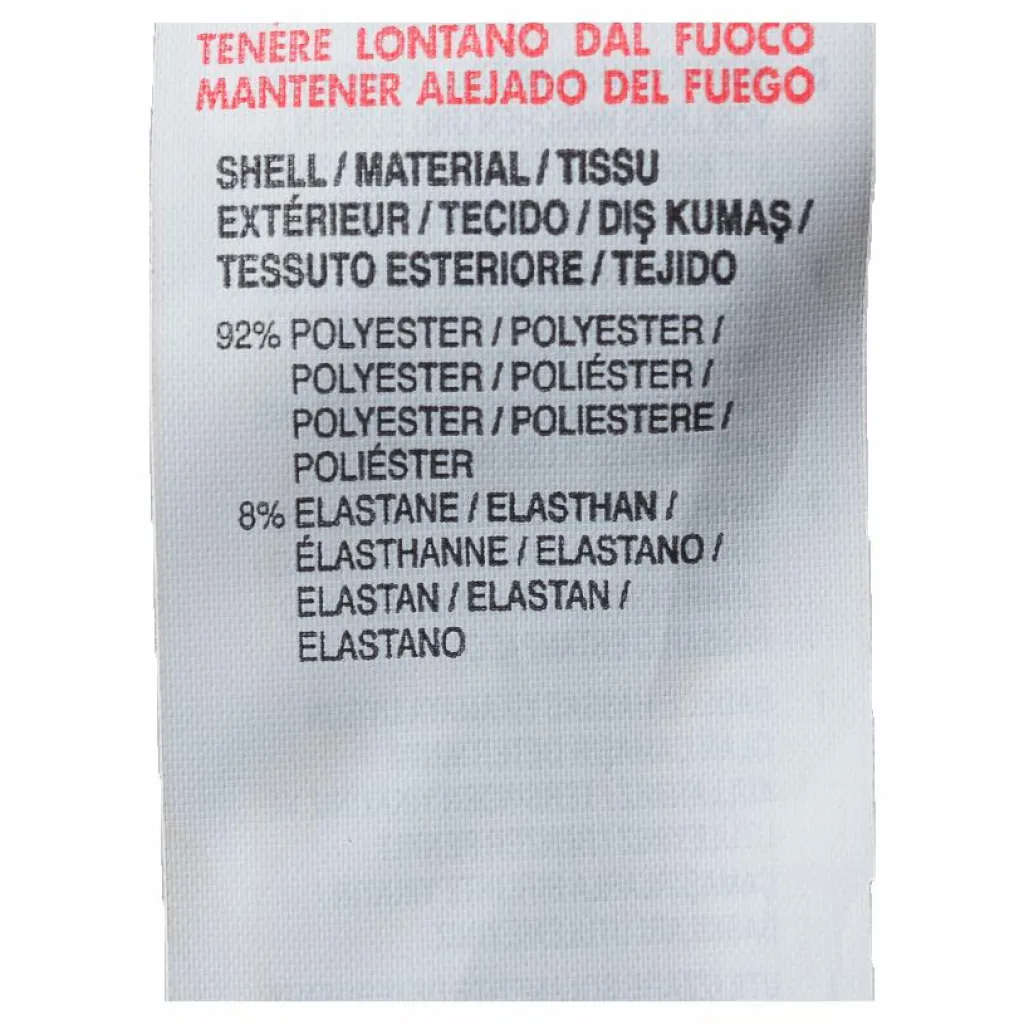 TENERE LONTANO DAL FUOCO
MANTENER ALEJADO DEL FUEGO
SHELL / MATERIAL / TISSU
EXTÉRIEUR / TECIDO / DIŞ KUMAŞ /
TESSUTO ESTERIORE / TEJIDO
92% POLYESTER / POLYESTER /
POLYESTER / POLIÉSTER /
POLYESTER / POLIESTERE /
POLIÉSTER
8% ELASTANE / ELASTHAN /
ÉLASTHANNE / ELASTANO /
ELASTAN / ELASTAN /
ELASTANO